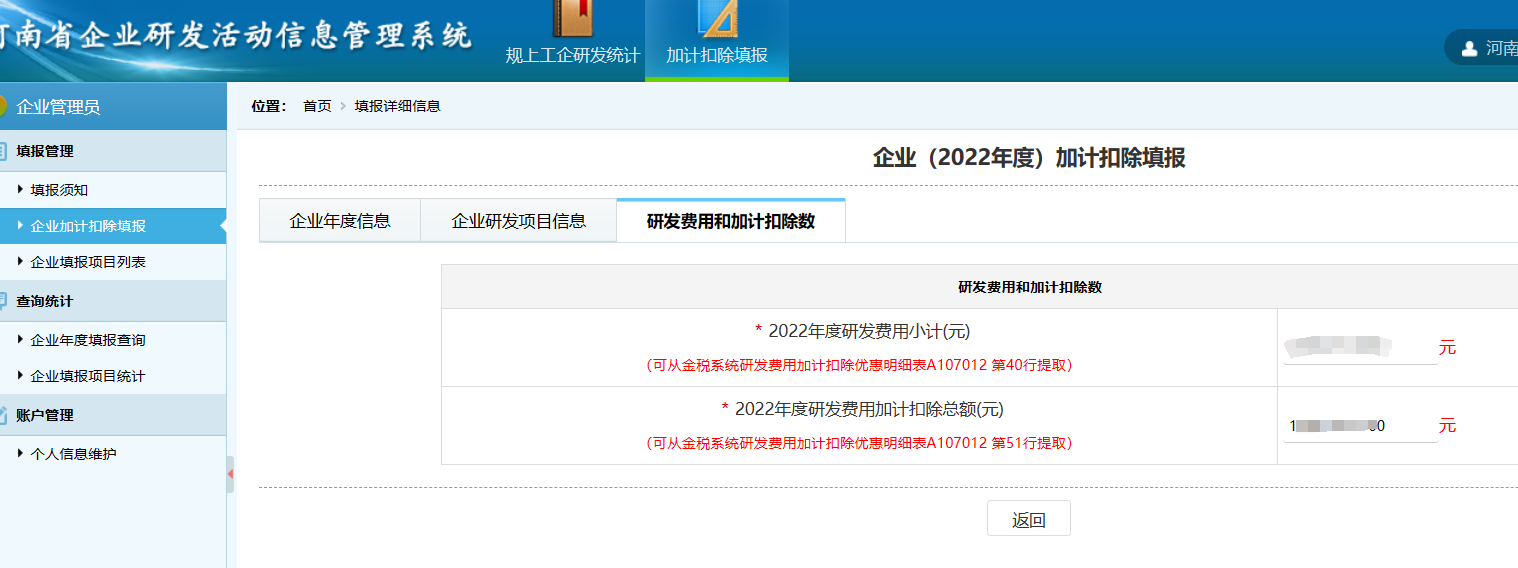 南省企业研发活动信息管理系统
规上工企研发统计
加计扣除填报
河南
企业管理员
填报管理
填报须知
企业加计扣除填报
企业填报项目列表
查询统计
企业年度填报查询
企业填报项目统计
账户管理
个人信息维护
位置： 首页 > 填报详细信息
企业（2022年度）加计扣除填报
企业年度信息 企业研发项目信息 研发费用和加计扣除数
研发费用和加计扣除数
* 2022年度研发费用小计(元)
（可从金税系统研发费用加计扣除优惠明细表A107012 第40行提取）
元
* 2022年度研发费用加计扣除总额(元)
（可从金税系统研发费用加计扣除优惠明细表A107012 第51行提取）
元
返回